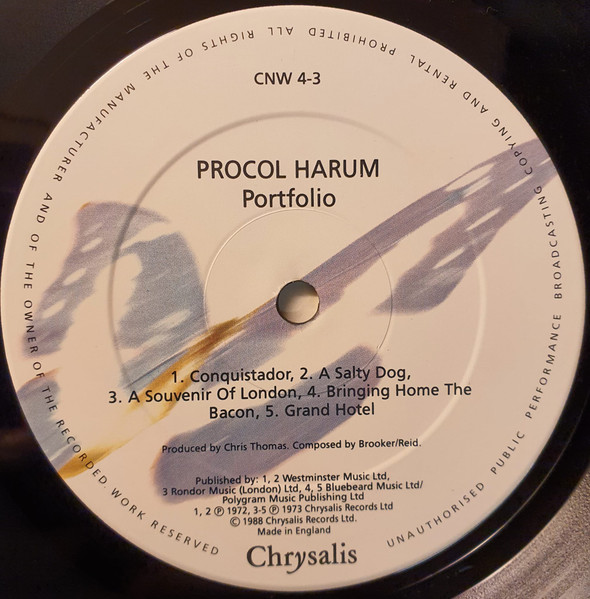 CNW 4-3
PROCOL HARUM
Portfolio
1. Conquistador, 2. A Salty Dog,
3. A Souvenir Of London, 4. Bringing Home The
Bacon, 5. Grand Hotel
Produced by Chris Thomas. Composed by Brooker/Reid.
Published by: 1, 2 Westminster Music Ltd,
3 Rondor Music (London) Ltd, 4, 5 Bluebeard Music Ltd/
Polygram Music Publishing Ltd
1, 2 ℗ 1972, 3-5 ℗ 1973 Chrysalis Records Ltd
© 1988 Chrysalis Records Ltd.
Made in England
Chrysalis
ALL RIGHTS OF THE MANUFACTURER AND OF THE OWNER OF THE RECORDED WORK RESERVED
UNAUTHORISED PUBLIC PERFORMANCE BROADCASTING COPYING AND RENTAL PROHIBITED